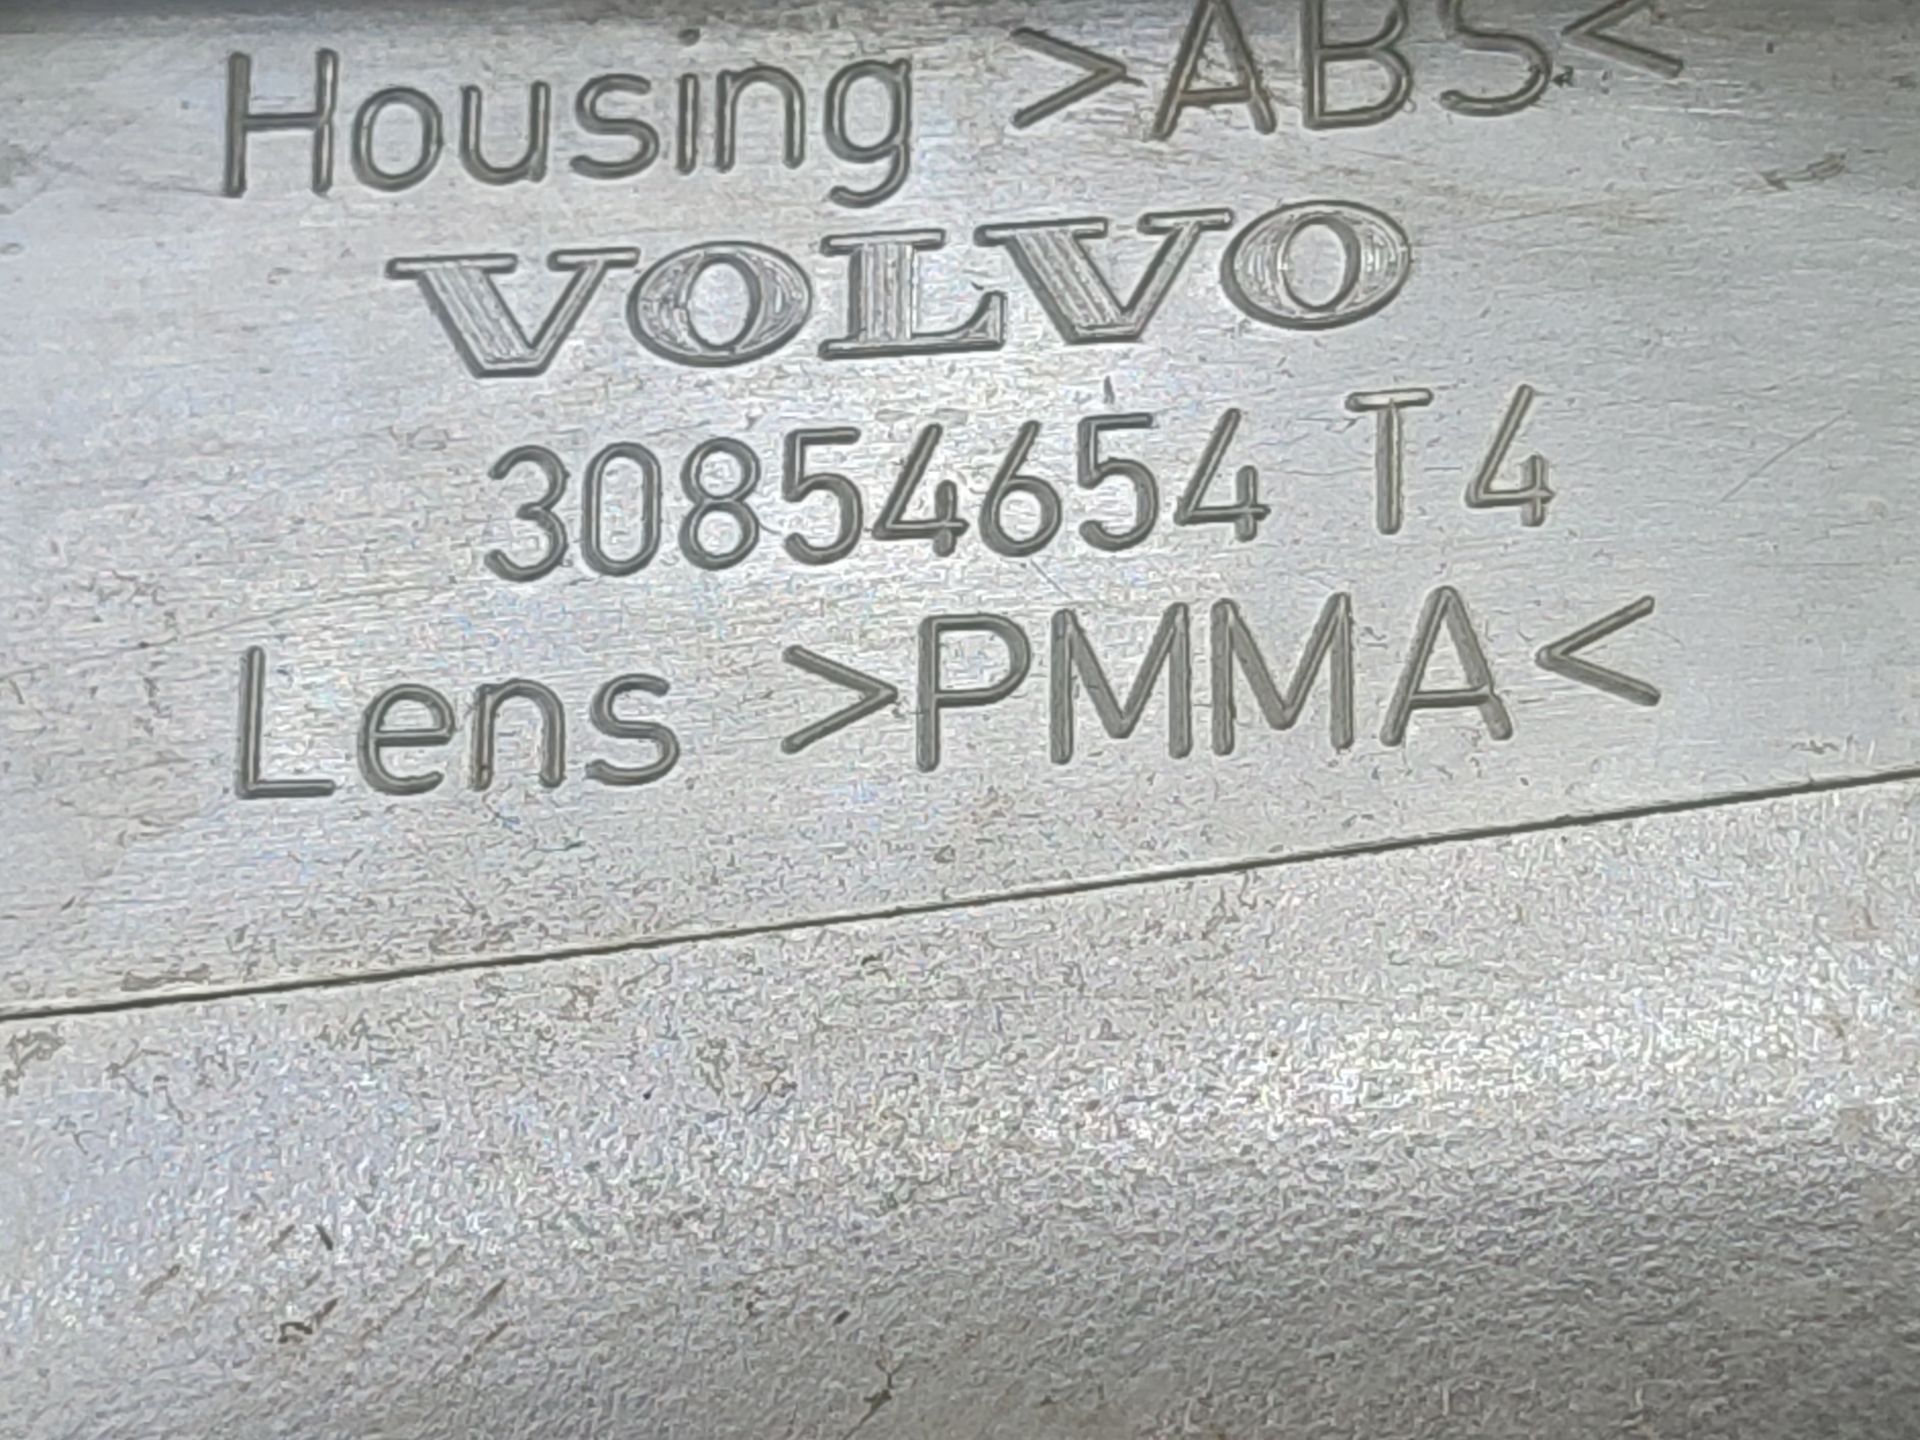 Housing >ABS<
VOLVO
30854654 T4
Lens >PMMA<